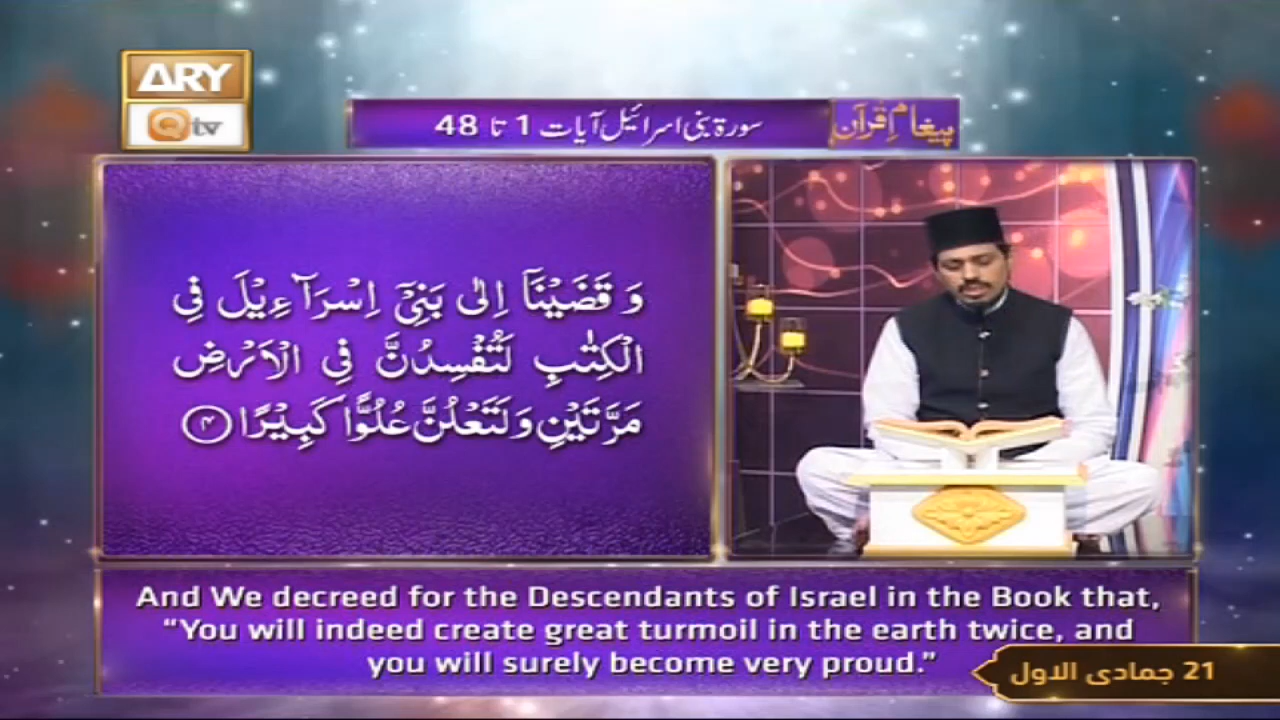 ARY
Qtv
پیغامِ قرآن
سورۃ بنی اسرائیل آیات 1 تا 48
وَ قَضَیْنَاۤ اِلٰی بَنِیْۤ اِسْرَآءِیْلَ فِی
الْكِتٰبِ لَتُفْسِدُنَّ فِی الْاَرْضِ
مَرَّتَیْنِ وَ لَتَعْلُنَّ عُلُوًّا كَبِیْرًا ۴
And We decreed for the Descendants of Israel in the Book that,
“You will indeed create great turmoil in the earth twice, and
you will surely become very proud.”
21 جمادی الاول